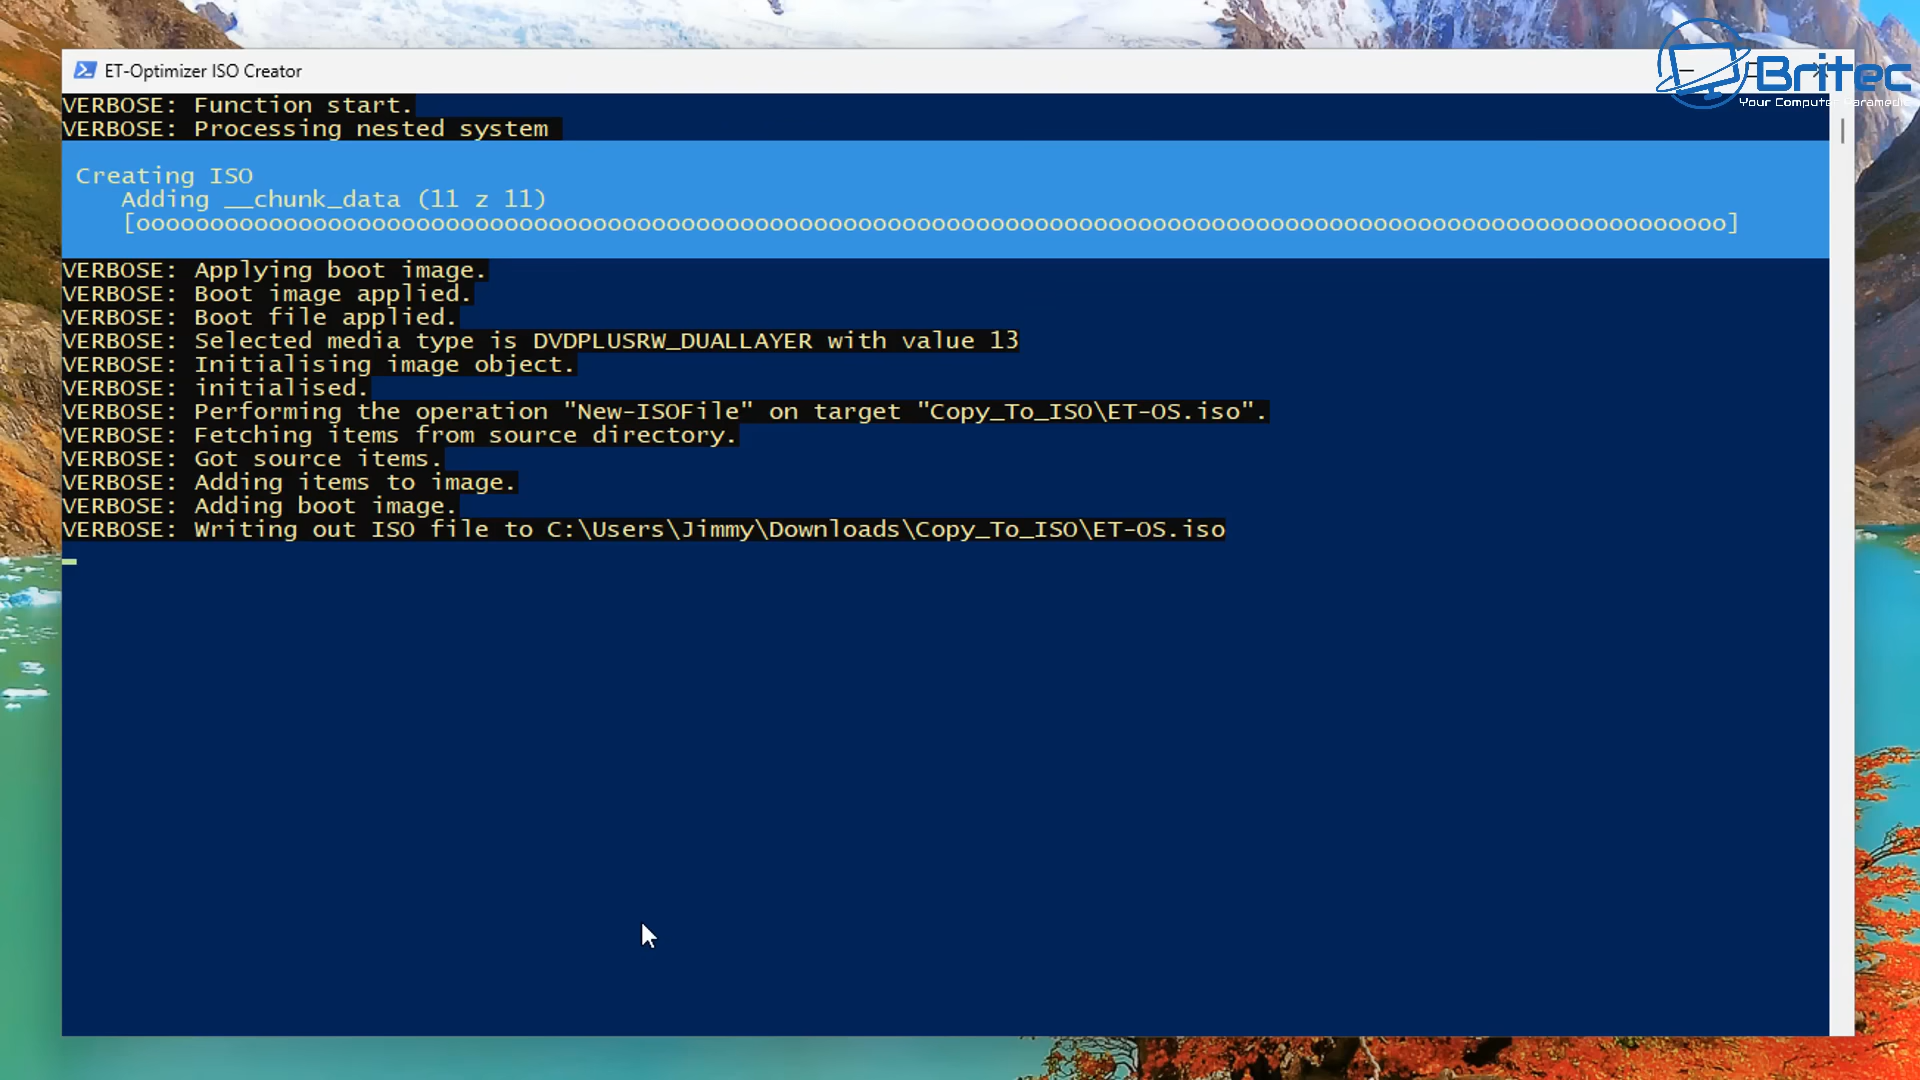 ET-Optimizer ISO Creator
Britec
Your Computer Paramedic
VERBOSE: Function start.
VERBOSE: Processing nested system
Creating ISO
Adding __chunk_data (11 z 11)
[oooooooooooooooooooooooooooooooooooooooooooooooooooooooooooooooooooooooooooooooooooooooooooooooooooooooooooo]
VERBOSE: Applying boot image.
VERBOSE: Boot image applied.
VERBOSE: Boot file applied.
VERBOSE: Selected media type is DVDPLUSRW_DUALLAYER with value 13
VERBOSE: Initialising image object.
VERBOSE: initialised.
VERBOSE: Performing the operation "New-ISOFile" on target "Copy_To_ISO\ET-OS.iso".
VERBOSE: Fetching items from source directory.
VERBOSE: Got source items.
VERBOSE: Adding items to image.
VERBOSE: Adding boot image.
VERBOSE: Writing out ISO file to C:\Users\Jimmy\Downloads\Copy_To_ISO\ET-OS.iso